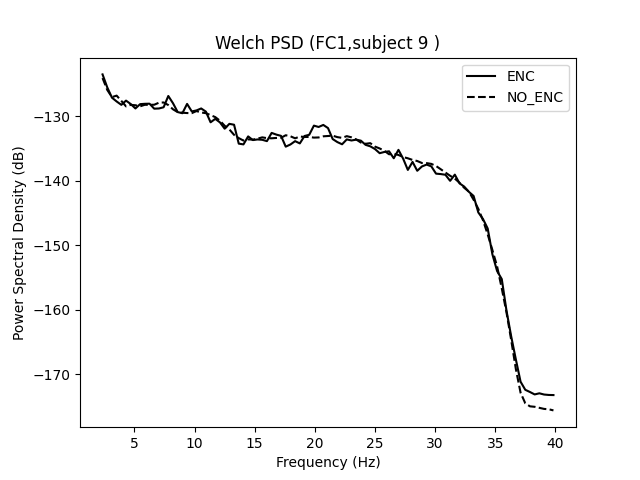 Welch PSD (FC1,subject 9 )
ENC
NO_ENC
Power Spectral Density (dB)
−130
−140
−150
−160
−170
5 10 15 20 25 30 35 40
Frequency (Hz)